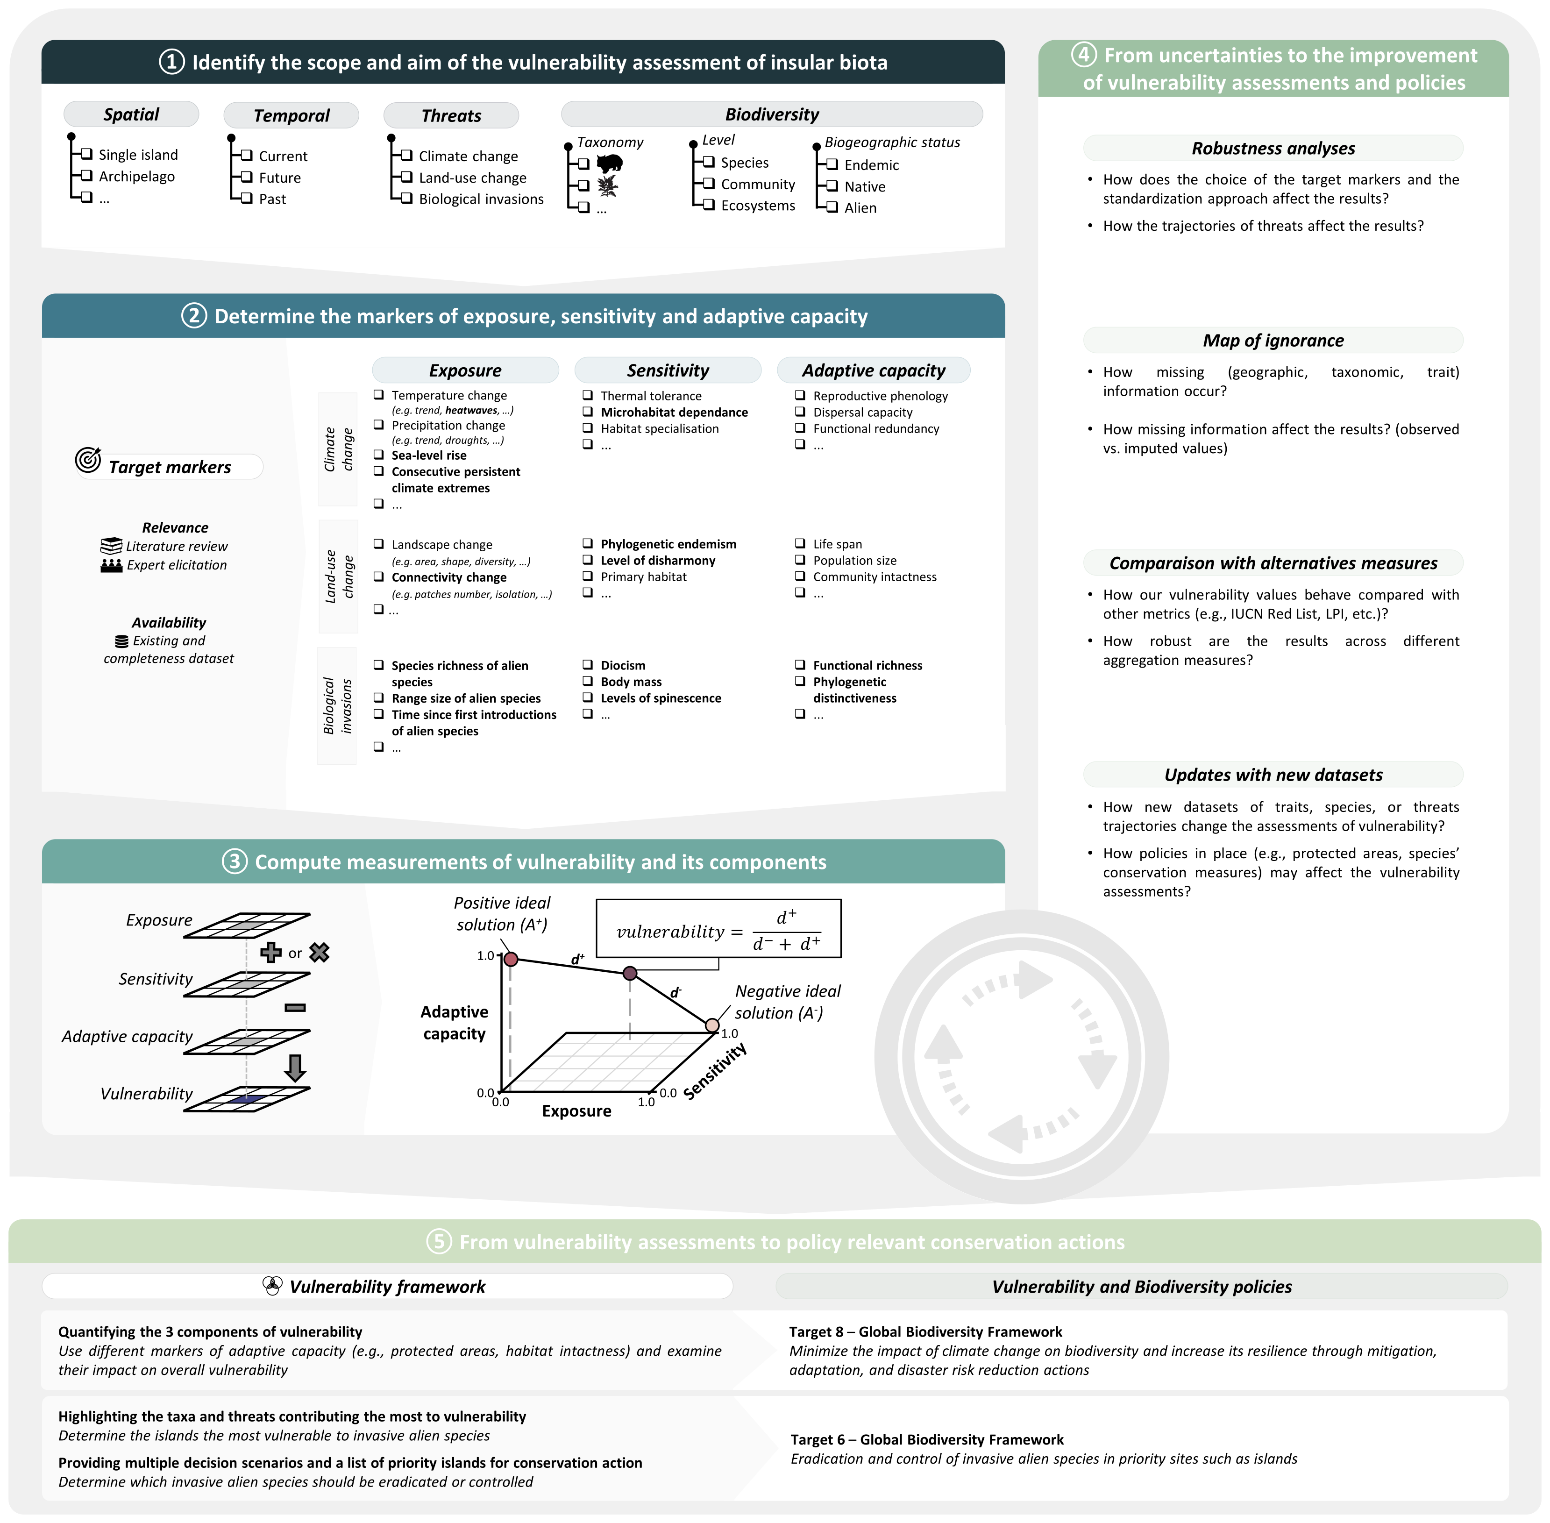 ① Identify the scope and aim of the vulnerability assessment of insular biota
Spatial
Single island
Archipelago
...
Temporal
Current
Future
Past
Threats
Climate change
Land-use change
Biological invasions
Biodiversity
Taxonomy
...
Level
Species
Community
Ecosystems
Biogeographic status
Endemic
Native
Alien
② Determine the markers of exposure, sensitivity and adaptive capacity
Target markers
Relevance
Literature review
Expert elicitation
Availability
Existing and
completeness dataset
Exposure
Sensitivity
Adaptive capacity
Climate
change
Temperature change
(e.g. trend, heatwaves, ...)
Precipitation change
(e.g. trend, droughts, ...)
Sea-level rise
Consecutive persistent
climate extremes
...
Thermal tolerance
Microhabitat dependance
Habitat specialisation
...
Reproductive phenology
Dispersal capacity
Functional redundancy
...
Land-use
change
Landscape change
(e.g. area, shape, diversity, ...)
Connectivity change
(e.g. patches number, isolation, ...)
...
Phylogenetic endemism
Level of disharmony
Primary habitat
...
Life span
Population size
Community intactness
...
Biological
invasions
Species richness of alien
species
Range size of alien species
Time since first introductions
of alien species
...
Diocism
Body mass
Levels of spinescence
...
Functional richness
Phylogenetic
distinctiveness
...
③ Compute measurements of vulnerability and its components
Exposure
or
Sensitivity
Adaptive capacity
Vulnerability
Positive ideal
solution (A⁺)
vulnerability = d⁺ / (d⁻ + d⁺)
1.0
d⁺
d⁻
Negative ideal
solution (A⁻)
Adaptive
capacity
1.0
Sensitivity
0.0
0.0
1.0
0.0
Exposure
④ From uncertainties to the improvement
of vulnerability assessments and policies
Robustness analyses
• How does the choice of the target markers and the
standardization approach affect the results?
• How the trajectories of threats affect the results?
Map of ignorance
• How missing (geographic, taxonomic, trait)
information occur?
• How missing information affect the results? (observed
vs. imputed values)
Comparaison with alternatives measures
• How our vulnerability values behave compared with
other metrics (e.g., IUCN Red List, LPI, etc.)?
• How robust are the results across different
aggregation measures?
Updates with new datasets
• How new datasets of traits, species, or threats
trajectories change the assessments of vulnerability?
• How policies in place (e.g., protected areas, species'
conservation measures) may affect the vulnerability
assessments?
⑤ From vulnerability assessments to policy relevant conservation actions
Vulnerability framework
Vulnerability and Biodiversity policies
Quantifying the 3 components of vulnerability
Use different markers of adaptive capacity (e.g., protected areas, habitat intactness) and examine
their impact on overall vulnerability
Target 8 – Global Biodiversity Framework
Minimize the impact of climate change on biodiversity and increase its resilience through mitigation,
adaptation, and disaster risk reduction actions
Highlighting the taxa and threats contributing the most to vulnerability
Determine the islands the most vulnerable to invasive alien species
Providing multiple decision scenarios and a list of priority islands for conservation action
Determine which invasive alien species should be eradicated or controlled
Target 6 – Global Biodiversity Framework
Eradication and control of invasive alien species in priority sites such as islands